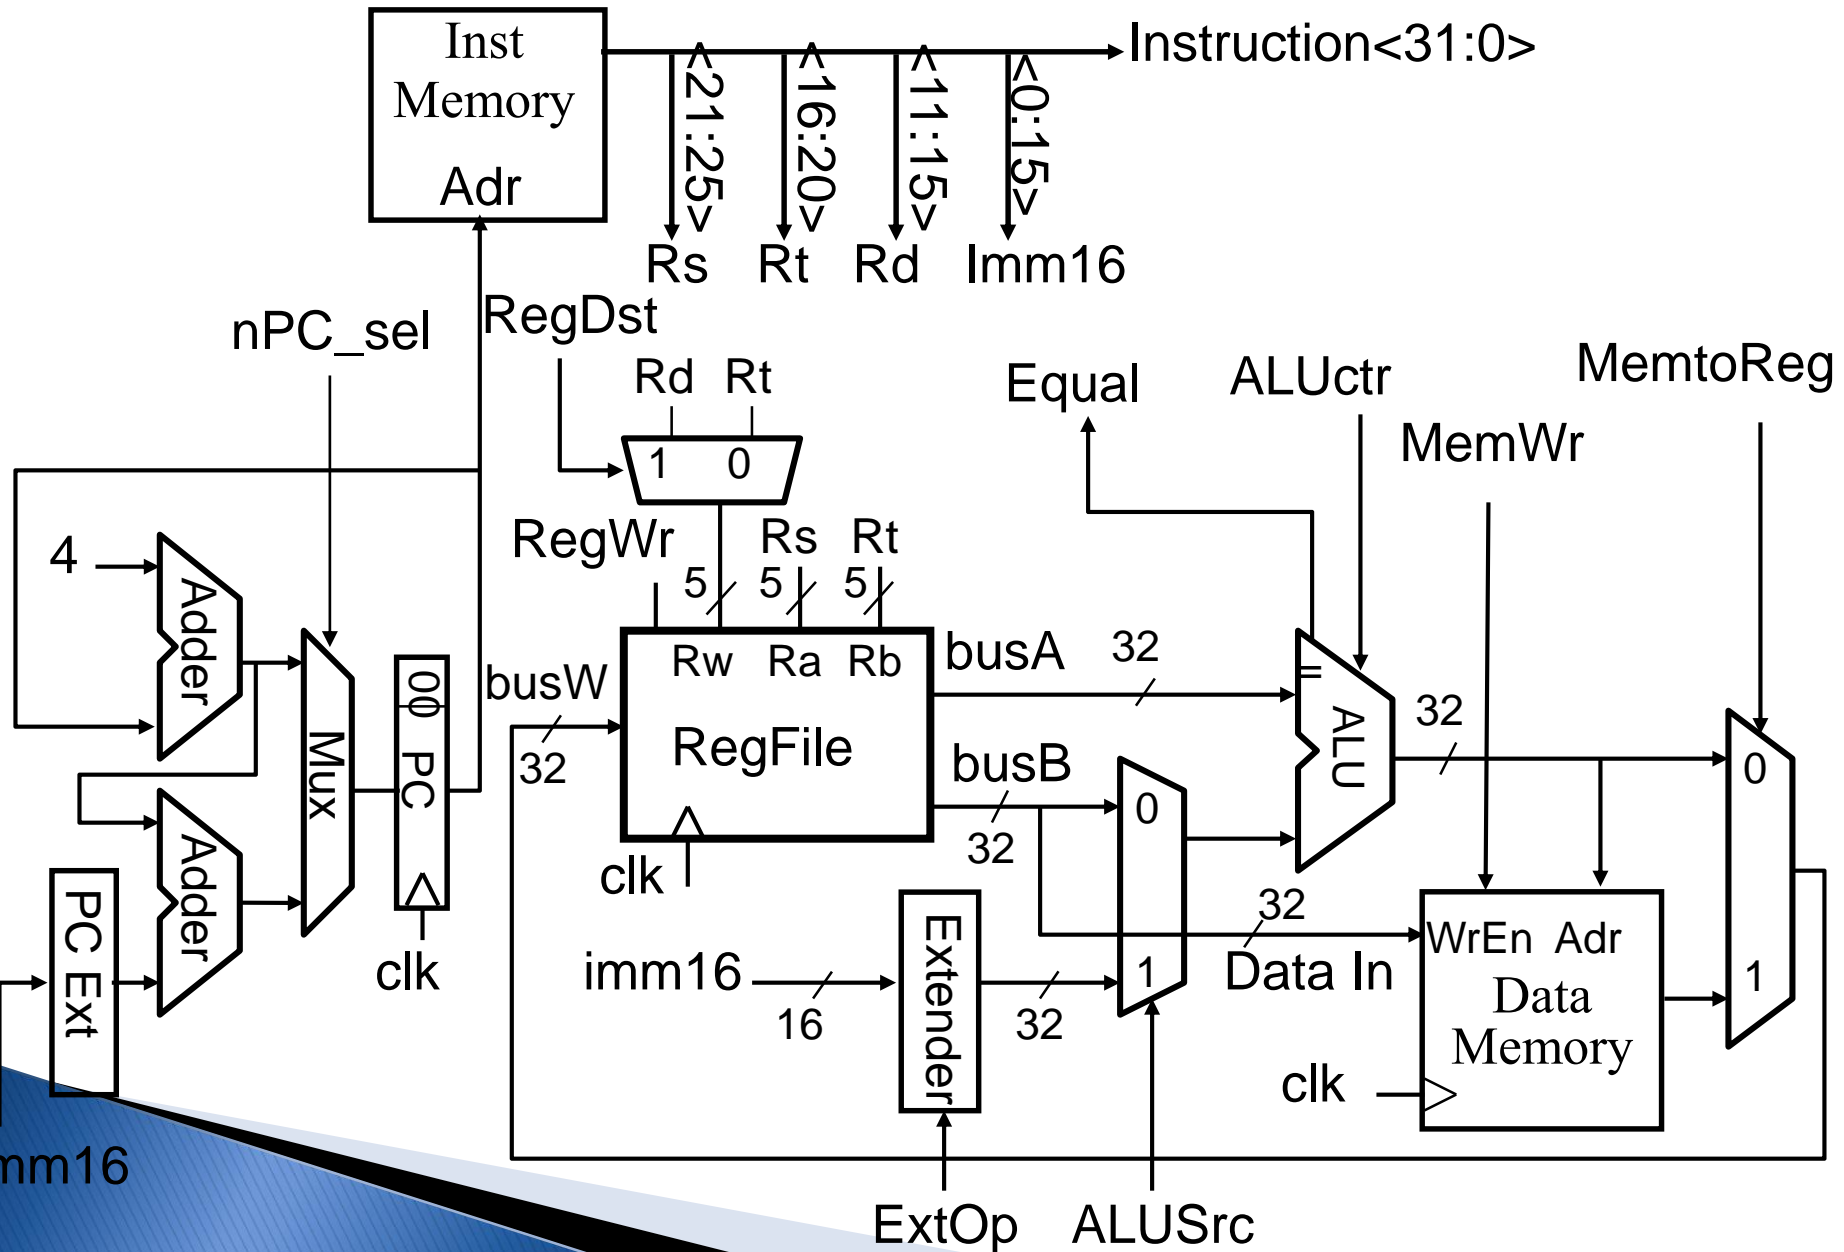 Inst
Memory
Adr
Instruction<31:0>
<21:25>
<16:20>
<11:15>
<0:15>
Rs
Rt
Rd
Imm16
nPC_sel
RegDst
Rd
Rt
1
0
Equal
ALUctr
MemtoReg
MemWr
4
Adder
RegWr
5
Rs
5
Rt
5
busW
32
Rw
Ra
Rb
RegFile
clk
busA
32
busB
32
=
ALU
32
0
1
Mux
00
PC
clk
Adder
PC Ext
mm16
imm16
16
Extender
32
0
1
32
Data In
WrEn
Adr
Data
Memory
clk
ExtOp
ALUSrc